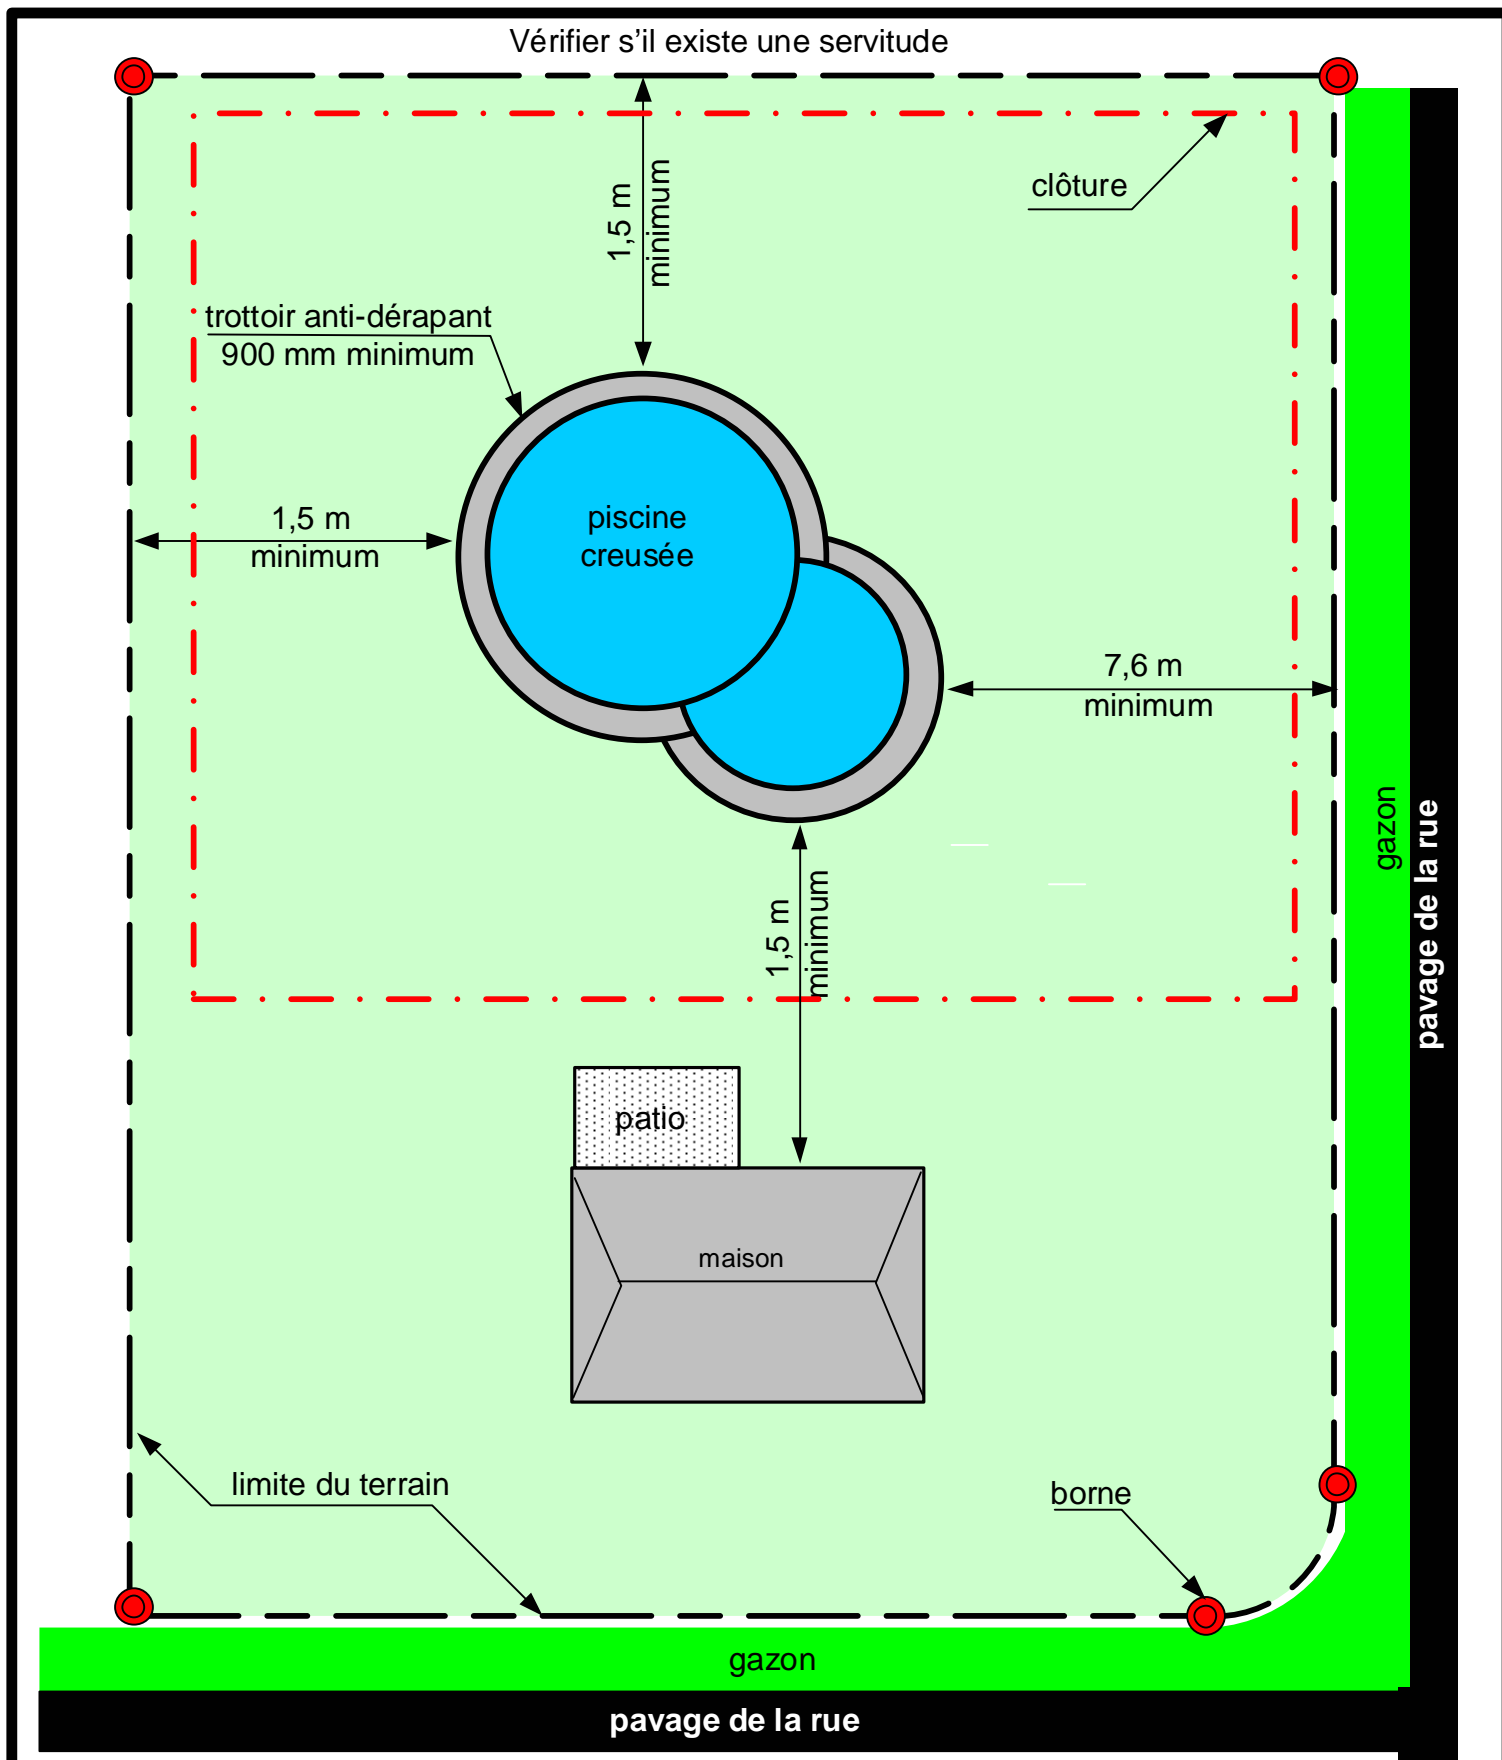 Vérifier s’il existe une servitude
clôture
1,5 m
minimum
trottoir anti-dérapant
900 mm minimum
1,5 m
minimum
piscine
creusée
7,6 m
minimum
gazon
pavage de la rue
1,5 m
minimum
patio
maison
limite du terrain
borne
gazon
pavage de la rue